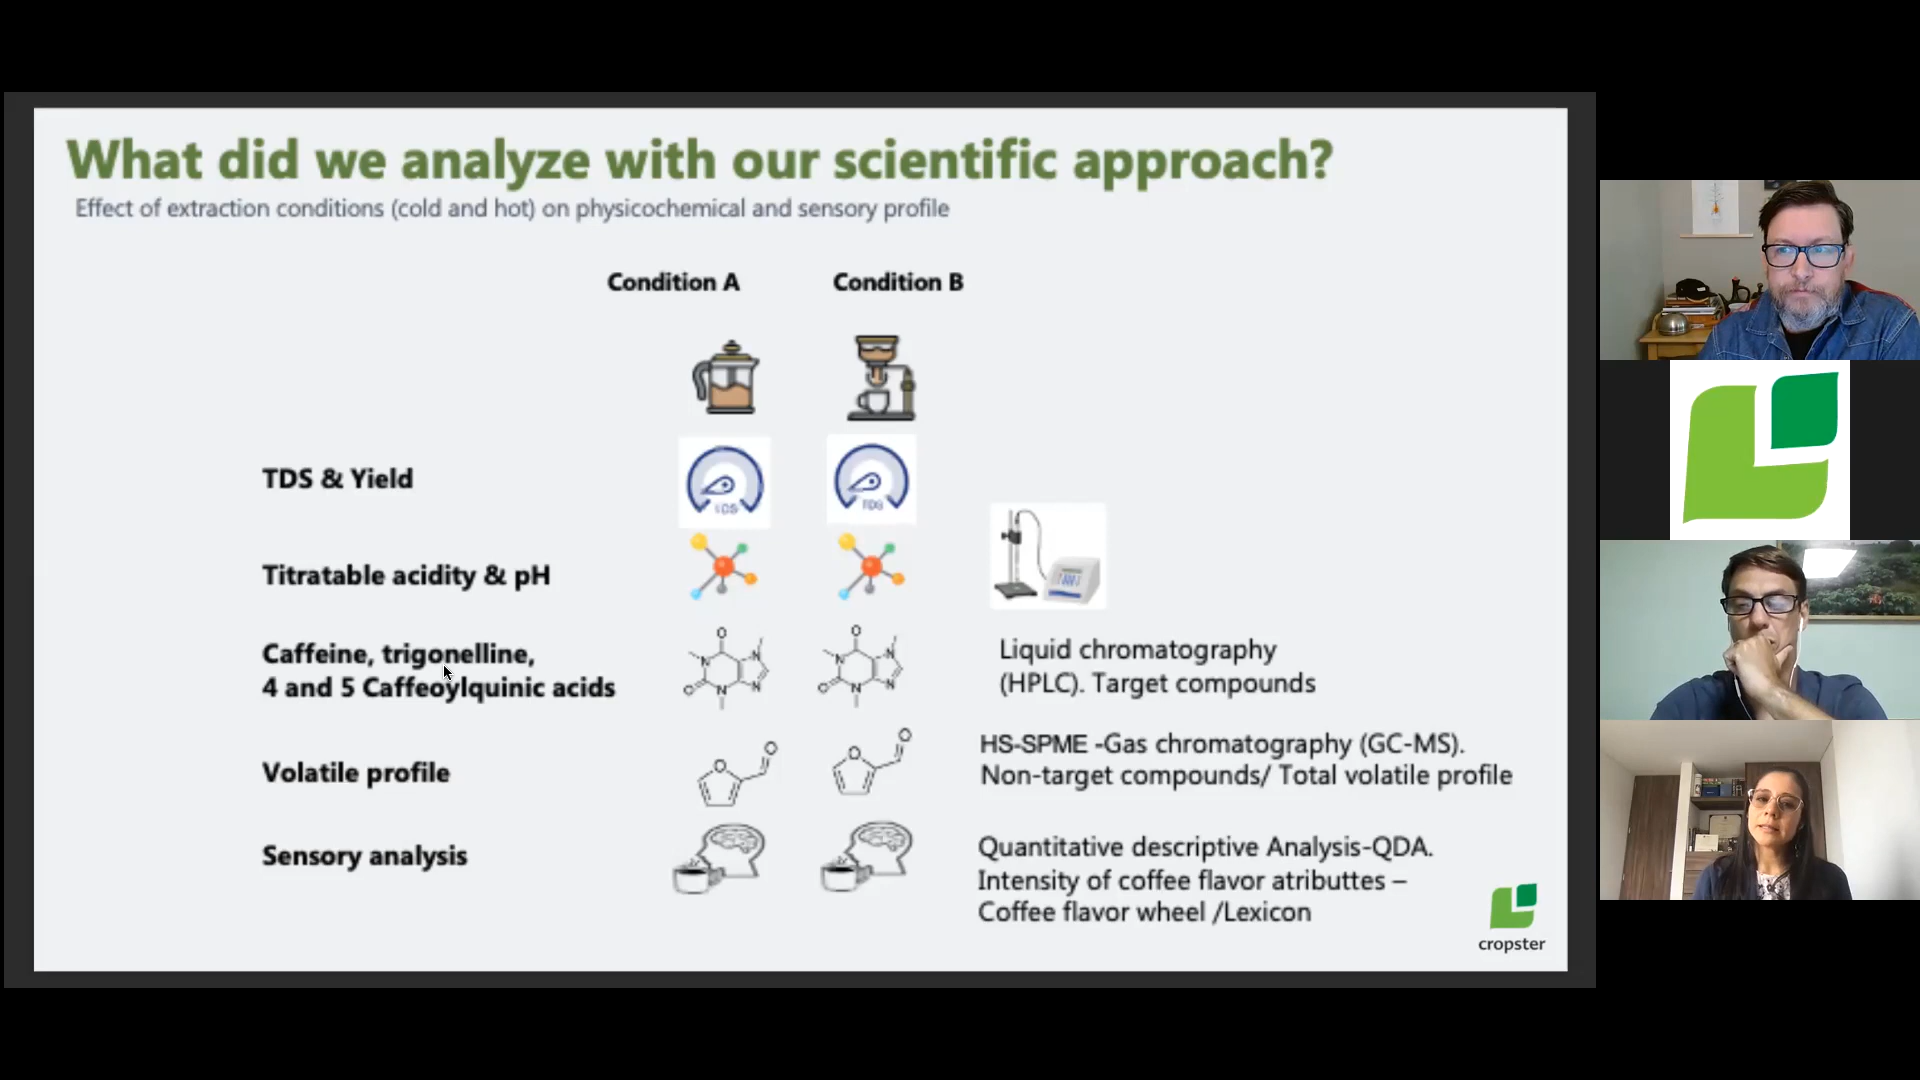 What did we analyze with our scientific approach?
Effect of extraction conditions (cold and hot) on physicochemical and sensory profile
Condition A
Condition B
TDS & Yield
TDS
TDS
Titratable acidity & pH
Caffeine, trigonelline,
4 and 5 Caffeoylquinic acids
Liquid chromatography
(HPLC). Target compounds
Volatile profile
HS-SPME -Gas chromatography (GC-MS).
Non-target compounds/ Total volatile profile
Sensory analysis
Quantitative descriptive Analysis-QDA.
Intensity of coffee flavor atributtes –
Coffee flavor wheel /Lexicon
cropster